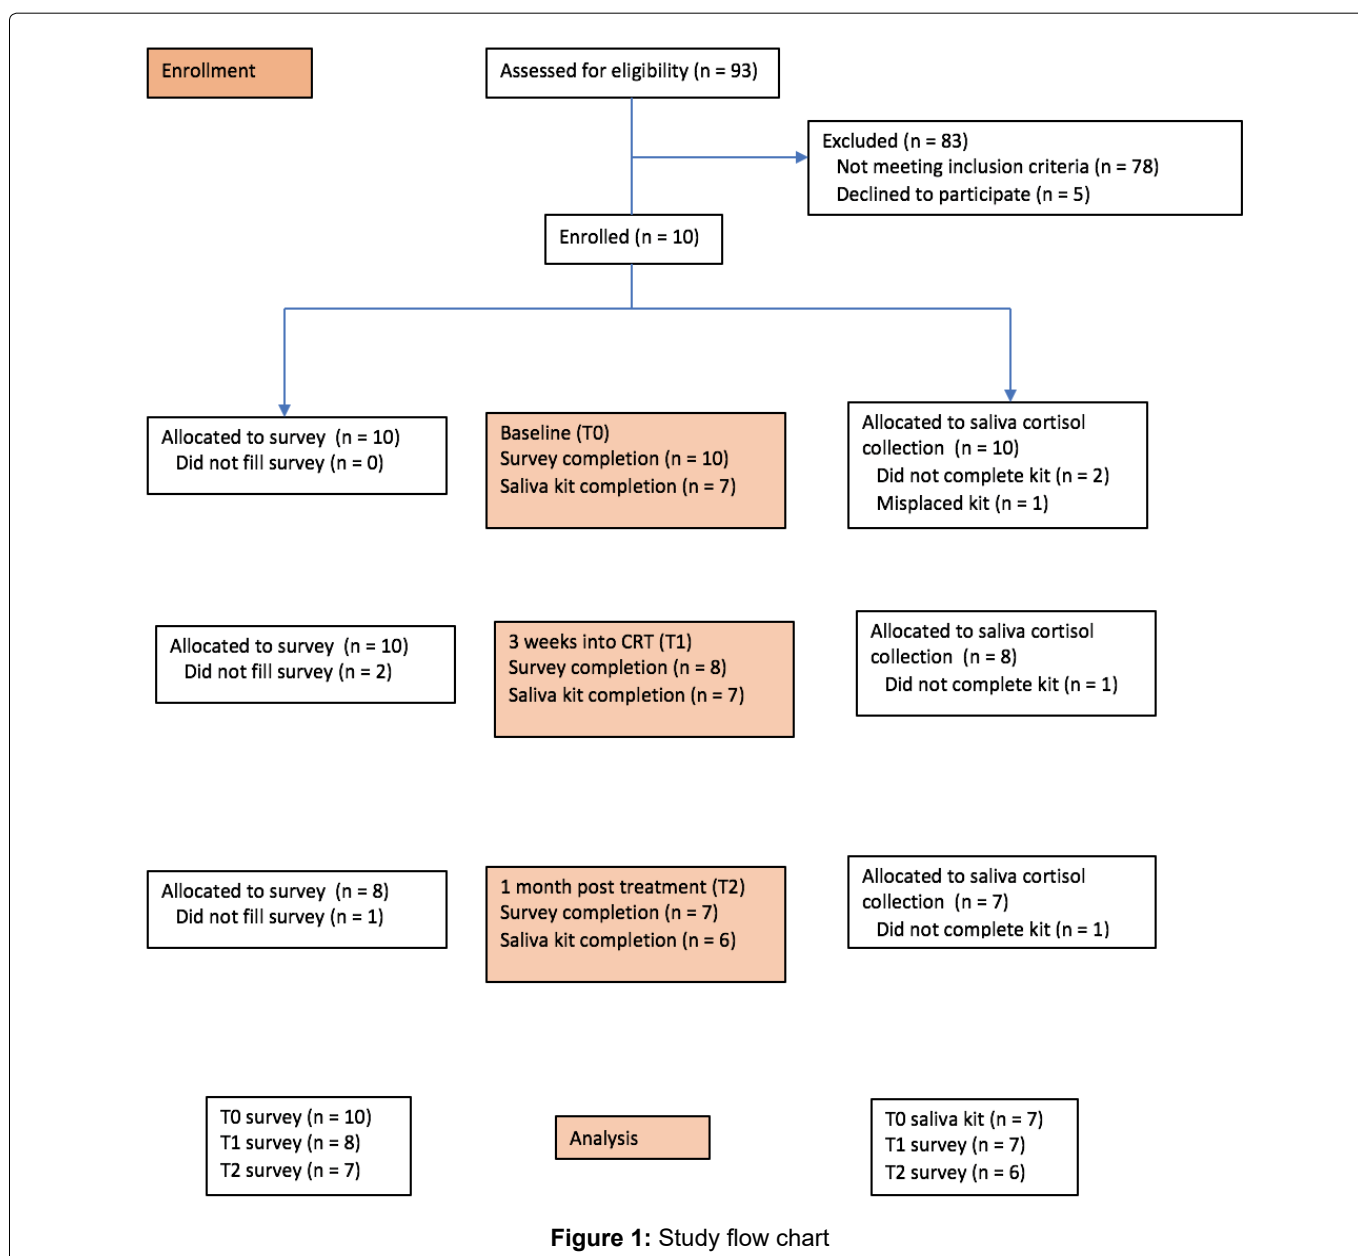 Enrollment
Assessed for eligibility (n = 93)
Excluded (n = 83)
Not meeting inclusion criteria (n = 78)
Declined to participate (n = 5)
Enrolled (n = 10)
Allocated to survey (n = 10)
Did not fill survey (n = 0)
Baseline (T0)
Survey completion (n = 10)
Saliva kit completion (n = 7)
Allocated to saliva cortisol
collection (n = 10)
Did not complete kit (n = 2)
Misplaced kit (n = 1)
Allocated to survey (n = 10)
Did not fill survey (n = 2)
3 weeks into CRT (T1)
Survey completion (n = 8)
Saliva kit completion (n = 7)
Allocated to saliva cortisol
collection (n = 8)
Did not complete kit (n = 1)
Allocated to survey (n = 8)
Did not fill survey (n = 1)
1 month post treatment (T2)
Survey completion (n = 7)
Saliva kit completion (n = 6)
Allocated to saliva cortisol
collection (n = 7)
Did not complete kit (n = 1)
T0 survey (n = 10)
T1 survey (n = 8)
T2 survey (n = 7)
Analysis
T0 saliva kit (n = 7)
T1 survey (n = 7)
T2 survey (n = 6)
Figure 1: Study flow chart